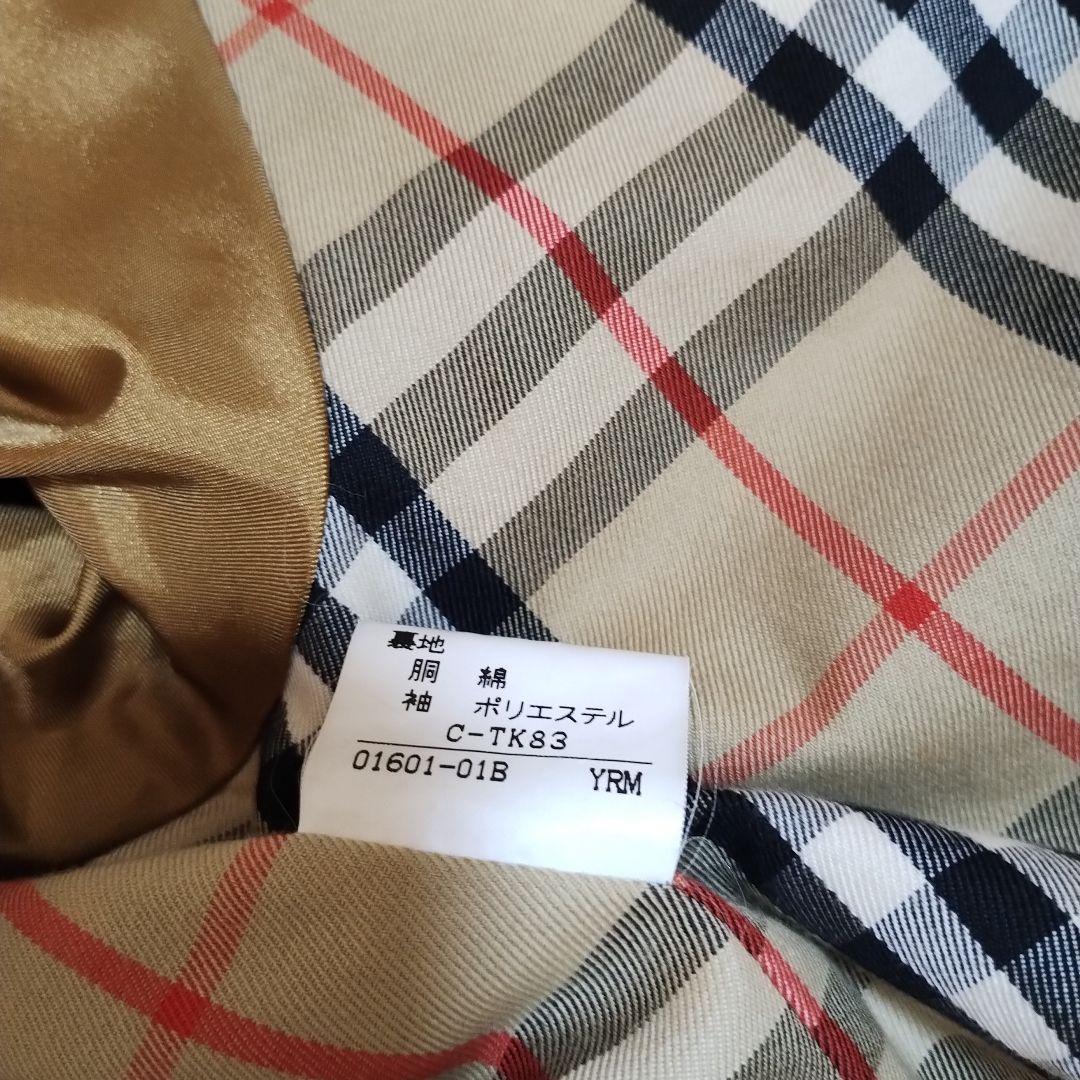 裏地
胴 綿
袖 ポリエステル
C-TK83
01601-01B YRM